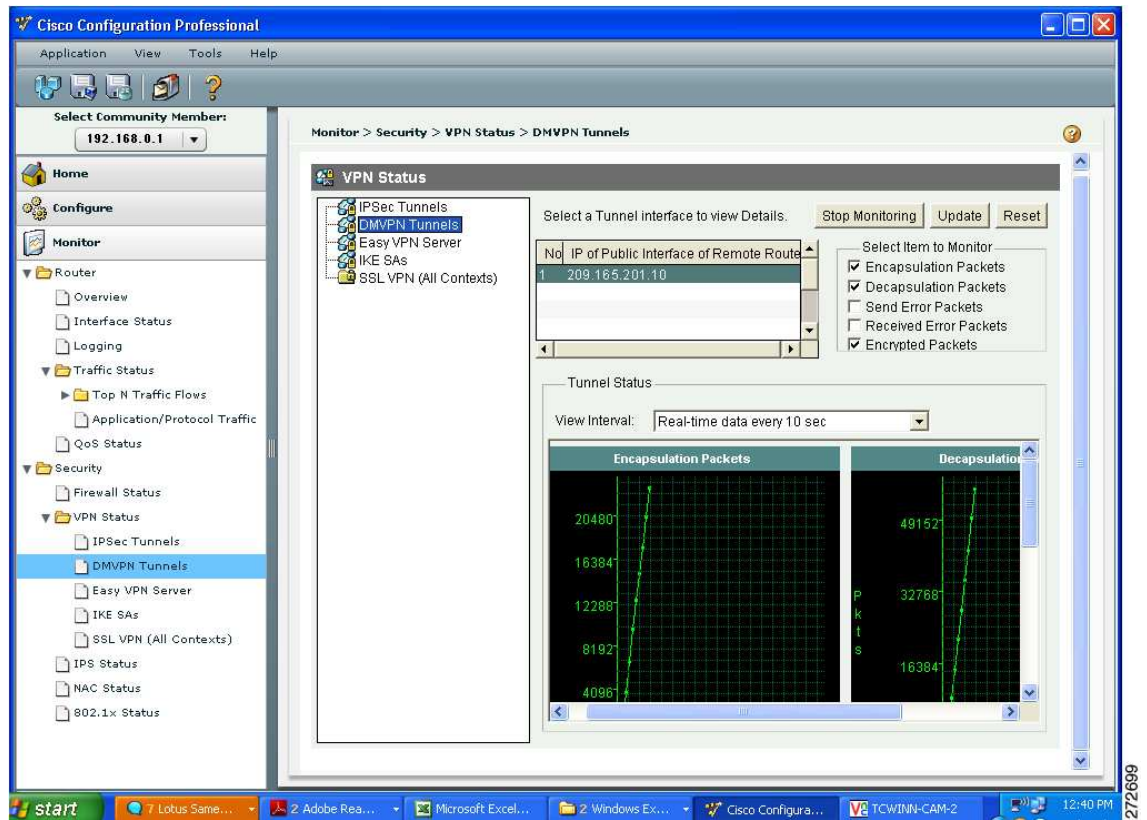 Cisco Configuration Professional
Application View Tools Help
Select Community Member:
192.168.0.1
Home
Configure
Monitor
Router
Overview
Interface Status
Logging
Traffic Status
Top N Traffic Flows
Application/Protocol Traffic
QoS Status
Security
Firewall Status
VPN Status
IPSec Tunnels
DMVPN Tunnels
Easy VPN Server
IKE SAs
SSL VPN (All Contexts)
IPS Status
NAC Status
802.1x Status
Monitor > Security > VPN Status > DMVPN Tunnels
VPN Status
IPSec Tunnels
DMVPN Tunnels
Easy VPN Server
IKE SAs
SSL VPN (All Contexts)
Select a Tunnel interface to view Details.
Stop Monitoring Update Reset
No IP of Public Interface of Remote Route
1 209.165.201.10
Select Item to Monitor
Encapsulation Packets
Decapsulation Packets
Send Error Packets
Received Error Packets
Encrypted Packets
Tunnel Status
View Interval: Real-time data every 10 sec
Encapsulation Packets
20480
16384
12288
8192
4096
Decapsulation
Pkts
49152
32768
16384
start
7 Lotus Same...
2 Adobe Rea...
Microsoft Excel...
2 Windows Ex...
Cisco Configura...
TCWINN-CAM-2
12:40 PM
272699